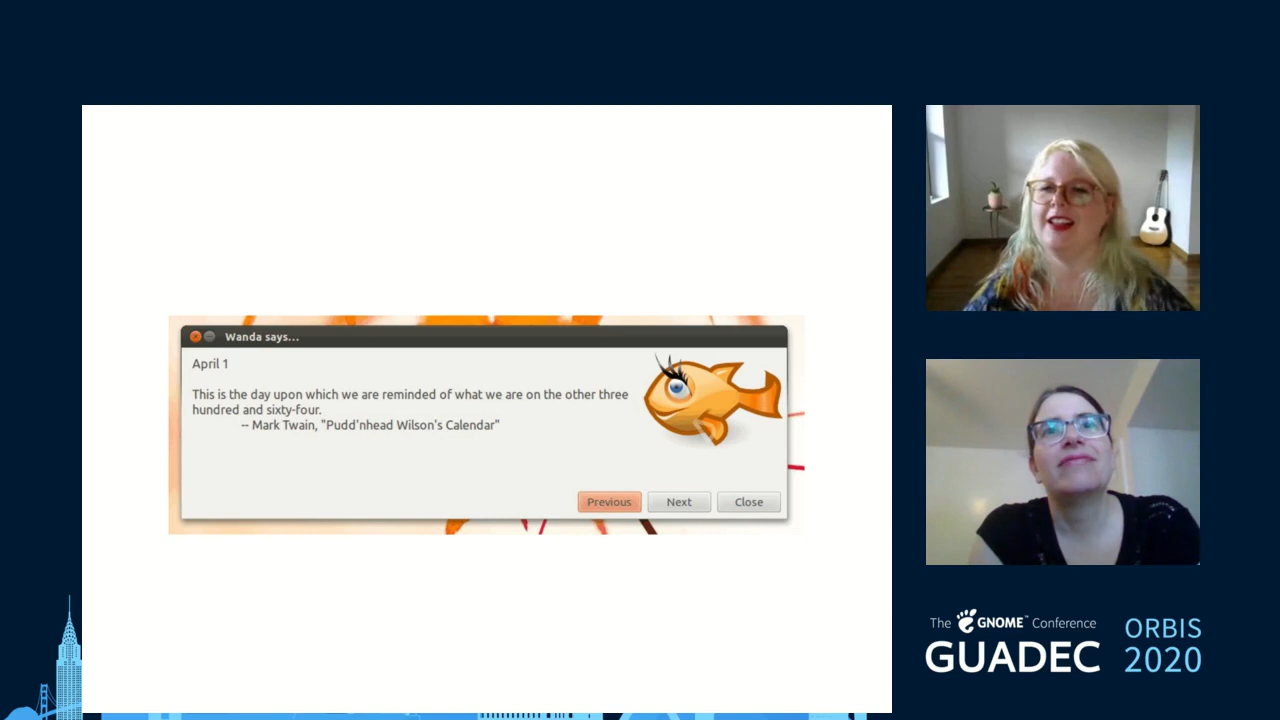 Wanda says...
April 1
This is the day upon which we are reminded of what we are on the other three
hundred and sixty-four.
-- Mark Twain, "Pudd'nhead Wilson's Calendar"
Previous Next Close
The GNOME™ Conference
GUADEC
ORBIS
2020